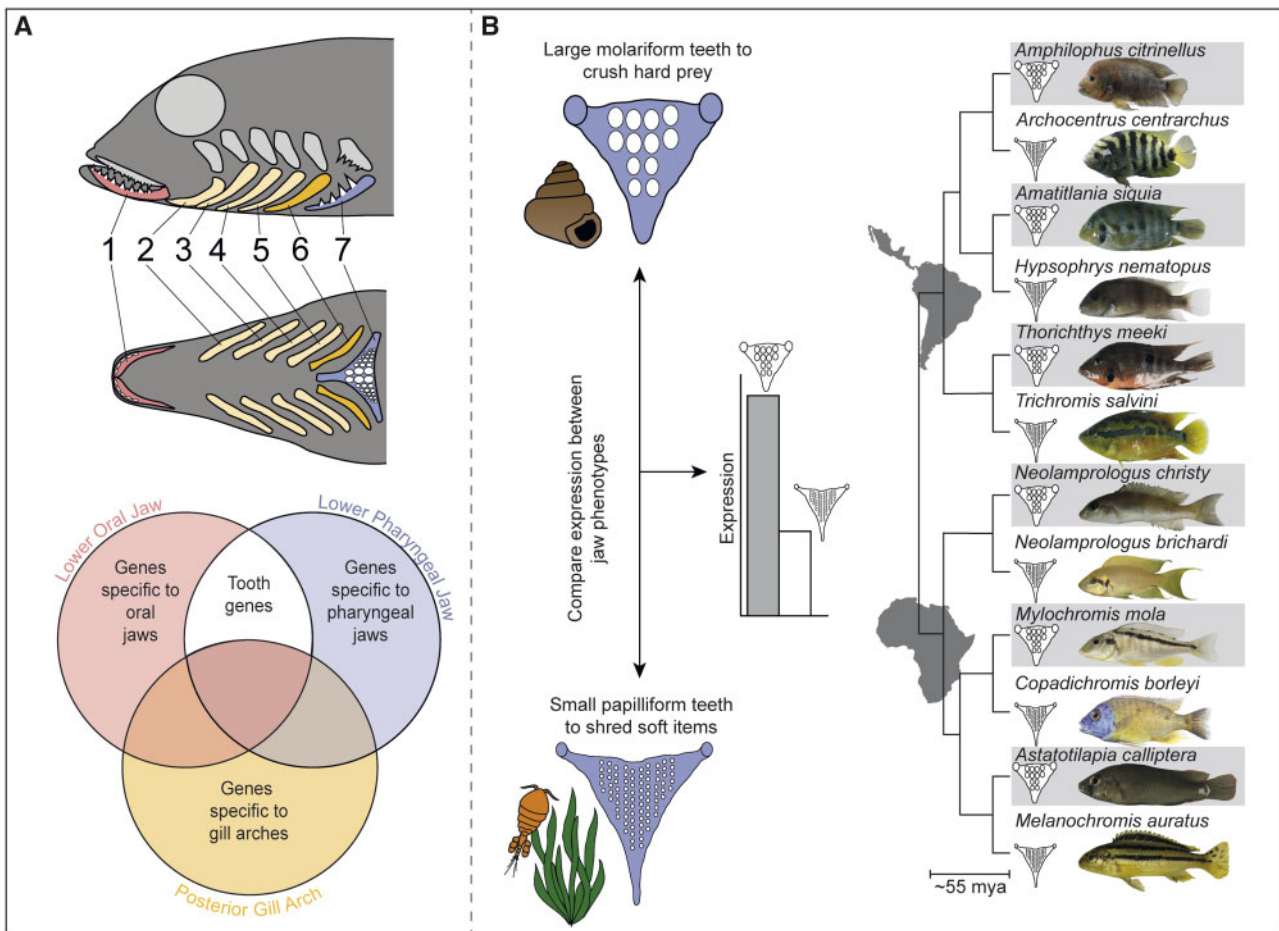 A
1 2 3 4 5 6 7
Lower Oral Jaw
Lower Pharyngeal Jaw
Genes
specific to
oral
jaws
Tooth
genes
Genes
specific to
pharyngeal
jaws
Genes
specific to
gill arches
Posterior Gill Arch
B
Large molariform teeth to
crush hard prey
Compare expression between
jaw phenotypes
Expression
Small papilliform teeth
to shred soft items
Amphilophus citrinellus
Archocentrus centrarchus
Amatitlania siquia
Hypsophrys nematopus
Thorichthys meeki
Trichromis salvini
Neolamprologus christy
Neolamprologus brichardi
Mylochromis mola
Copadichromis borleyi
Astatotilapia calliptera
Melanochromis auratus
~55 mya